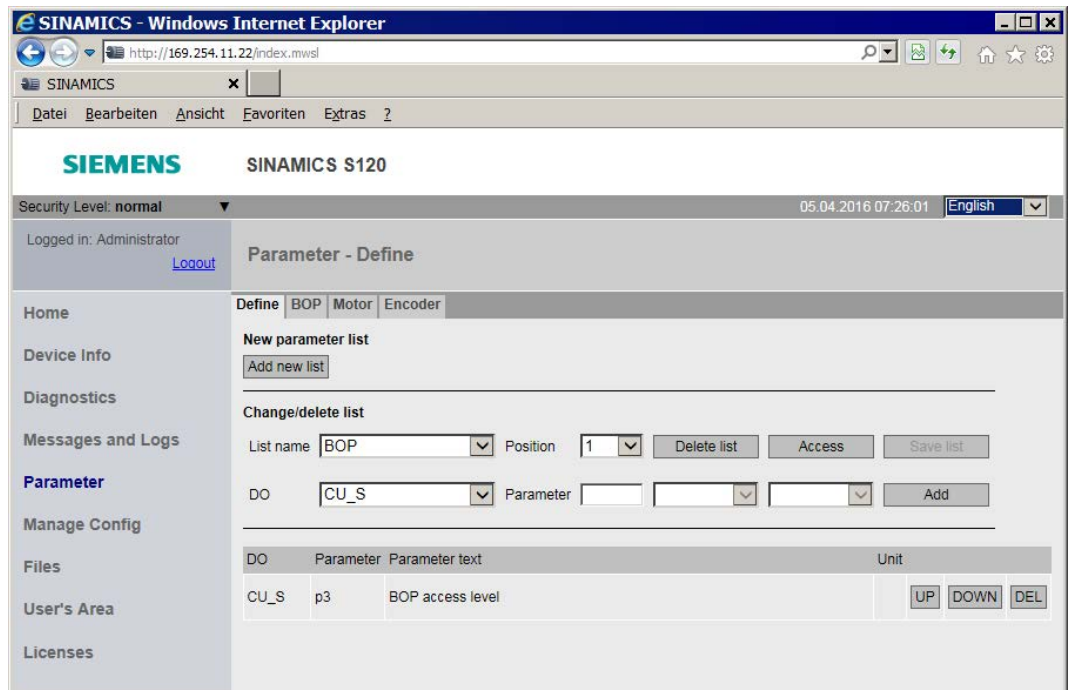 SINAMICS - Windows Internet Explorer
http://169.254.11.22/index.mwsl
SINAMICS
Datei Bearbeiten Ansicht Favoriten Extras ?
SIEMENS SINAMICS S120
Security Level: normal 05.04.2016 07:26:01 English
Logged in: Administrator
Logout
Parameter - Define
Home
Device Info
Diagnostics
Messages and Logs
Parameter
Manage Config
Files
User's Area
Licenses
Define BOP Motor Encoder
New parameter list
Add new list
Change/delete list
List name BOP Position 1 Delete list Access Save list
DO CU_S Parameter Add
DO Parameter Parameter text Unit
CU_S p3 BOP access level UP DOWN DEL